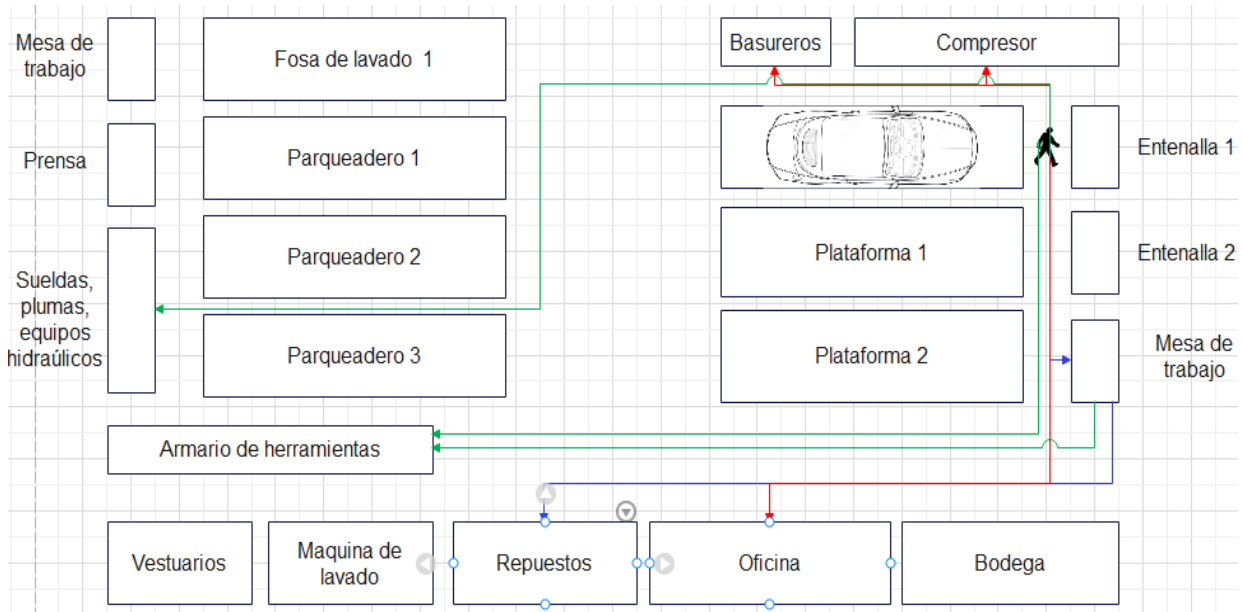 Mesa de
trabajo
Fosa de lavado 1
Basureros
Compresor
Prensa
Parqueadero 1
Entenalla 1
Parqueadero 2
Plataforma 1
Entenalla 2
Sueldas,
plumas,
equipos
hidraúlicos
Parqueadero 3
Plataforma 2
Mesa de
trabajo
Armario de herramientas
Vestuarios
Maquina de
lavado
Repuestos
Oficina
Bodega